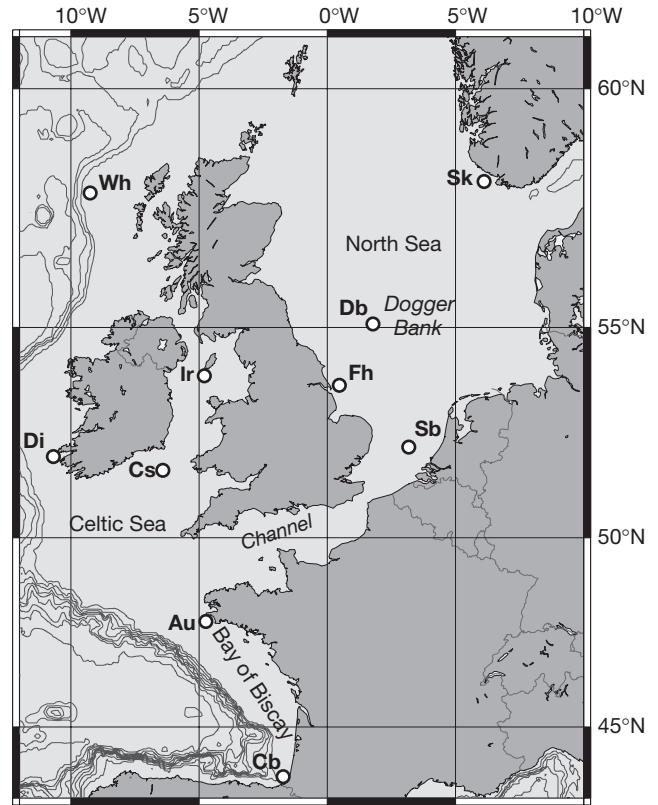 10°W 5°W 0°W 5°W 10°W
60°N
Wh
Sk
North Sea
Db Dogger
Bank
55°N
Ir
Fh
Di
Sb
Cs
Celtic Sea
Channel
50°N
Au
Bay of Biscay
45°N
Cb